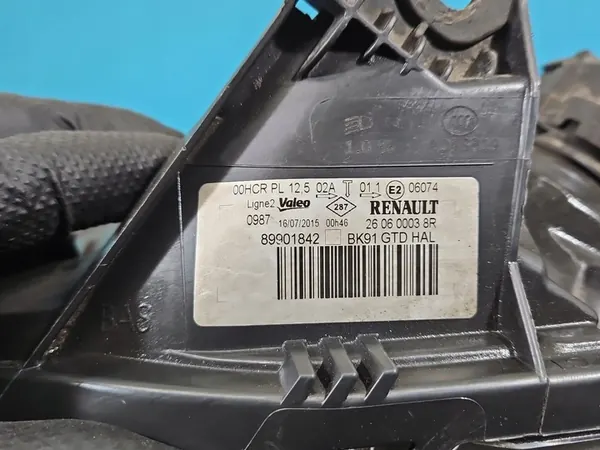 00HCR PL 12,5 02A T 01.1 E2 06074
Ligne2 Valeo 287 RENAULT
0987 16/07/2015 00h46 26 06 0003 8R
89901842 BK91 GTD HAL
BAS